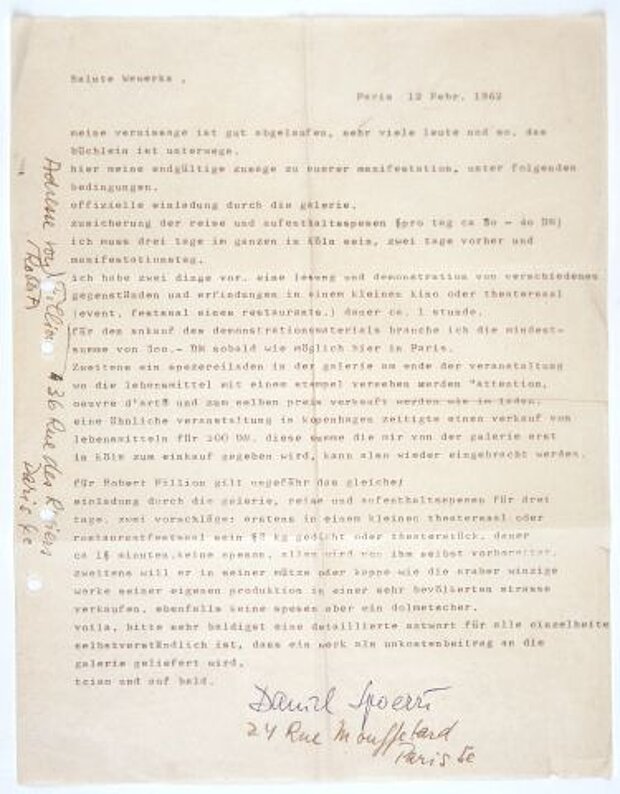 Salute Wewerka ,
Paris 12 Febr. 1962
meine vernissage ist gut abgelaufen, sehr viele leute und so, das
büchlein ist unterwegs.
hier meine endgültige zusage zu eurer manifestation, unter folgenden
bedingungen.
offizielle einladung durch die galerie.
zusicherung der reise und aufenthaltsspesen (pro tag ca 30 - 40 DM)
ich muss drei tage im ganzen in Köln sein, zwei tage vorher und
manifestationstag.
ich habe zwei dinge vor. eine lesung und demonstration von verschiedenen
gegenständen und erfindungen in einem kleinen kino oder theatersaal
(event. festsaal eines restaurants.) dauer ca. 1 stunde.
für den ankauf des demonstrationsmaterials brauche ich die mindest-
summe von 100.- DM sobald wie möglich hier in Paris.
Zweitens ein spezereiladen in der galerie am ende der veranstaltung
wo die lebensmittel mit einem stempel versehen werden "attention,
oeuvre d'art" und zum selben preis verkauft werden wie im laden.
eine ähnliche veranstaltung in kopenhagen zeitigte einen verkauf von
lebensmitteln für 200 DM. diese summe die mir von der galerie erst
in Köln zum einkauf gegeben wird, kann also wieder eingebracht werden.
für Robert Filliou gilt ungefähr das gleiche/
einladung durch die galerie, reise und aufenthaltsspesen für drei
tage. zwei vorschläge: erstens in einem kleinen theatersaal oder
restaurantfestsaal sein kg gedicht oder theaterstück, dauer
ca 15 minutes.keine spesen, alles wird von ihm selbst vorbereitet.
zweitens will er in seiner mütze oder kappe wie die araber winzige
werke seiner eigenen produktion in einer sehr bevölkerten strasse
verkaufen, ebenfalls keine spesen aber ein dolmetscher.
voila, bitte sehr baldigst eine detaillierte antwort für alle einzelheite
selbstverständlich ist, dass ein werk als unkostenbeitrag an die
galerie geliefert wird.
tciao und auf bald.
Daniel Spoerri
24 Rue Mouffetard
Paris 5e
Adresse von Filliou
(Robert)
36 Rue des Rosiers
Paris 4e